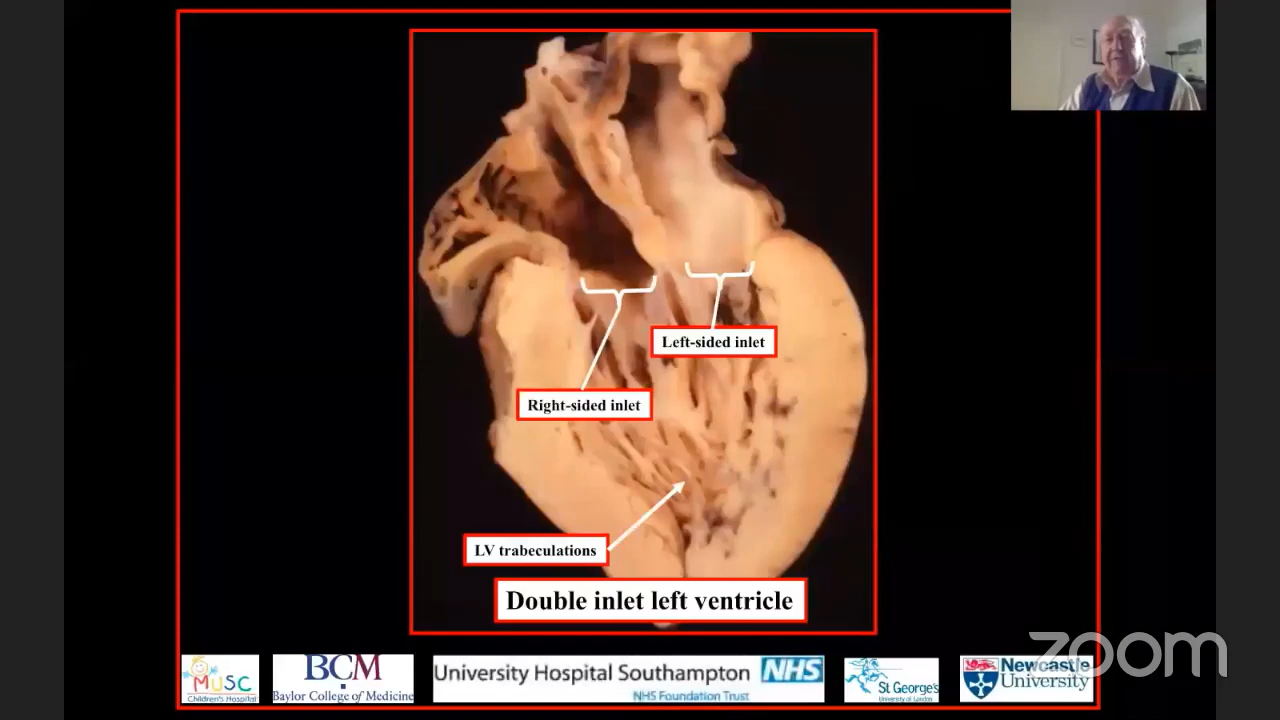 Left-sided inlet
Right-sided inlet
LV trabeculations
Double inlet left ventricle
MUSC
Children's Hospital
BCM
Baylor College of Medicine
University Hospital Southampton NHS
NHS Foundation Trust
St George's
University of London
Newcastle
University
zoom